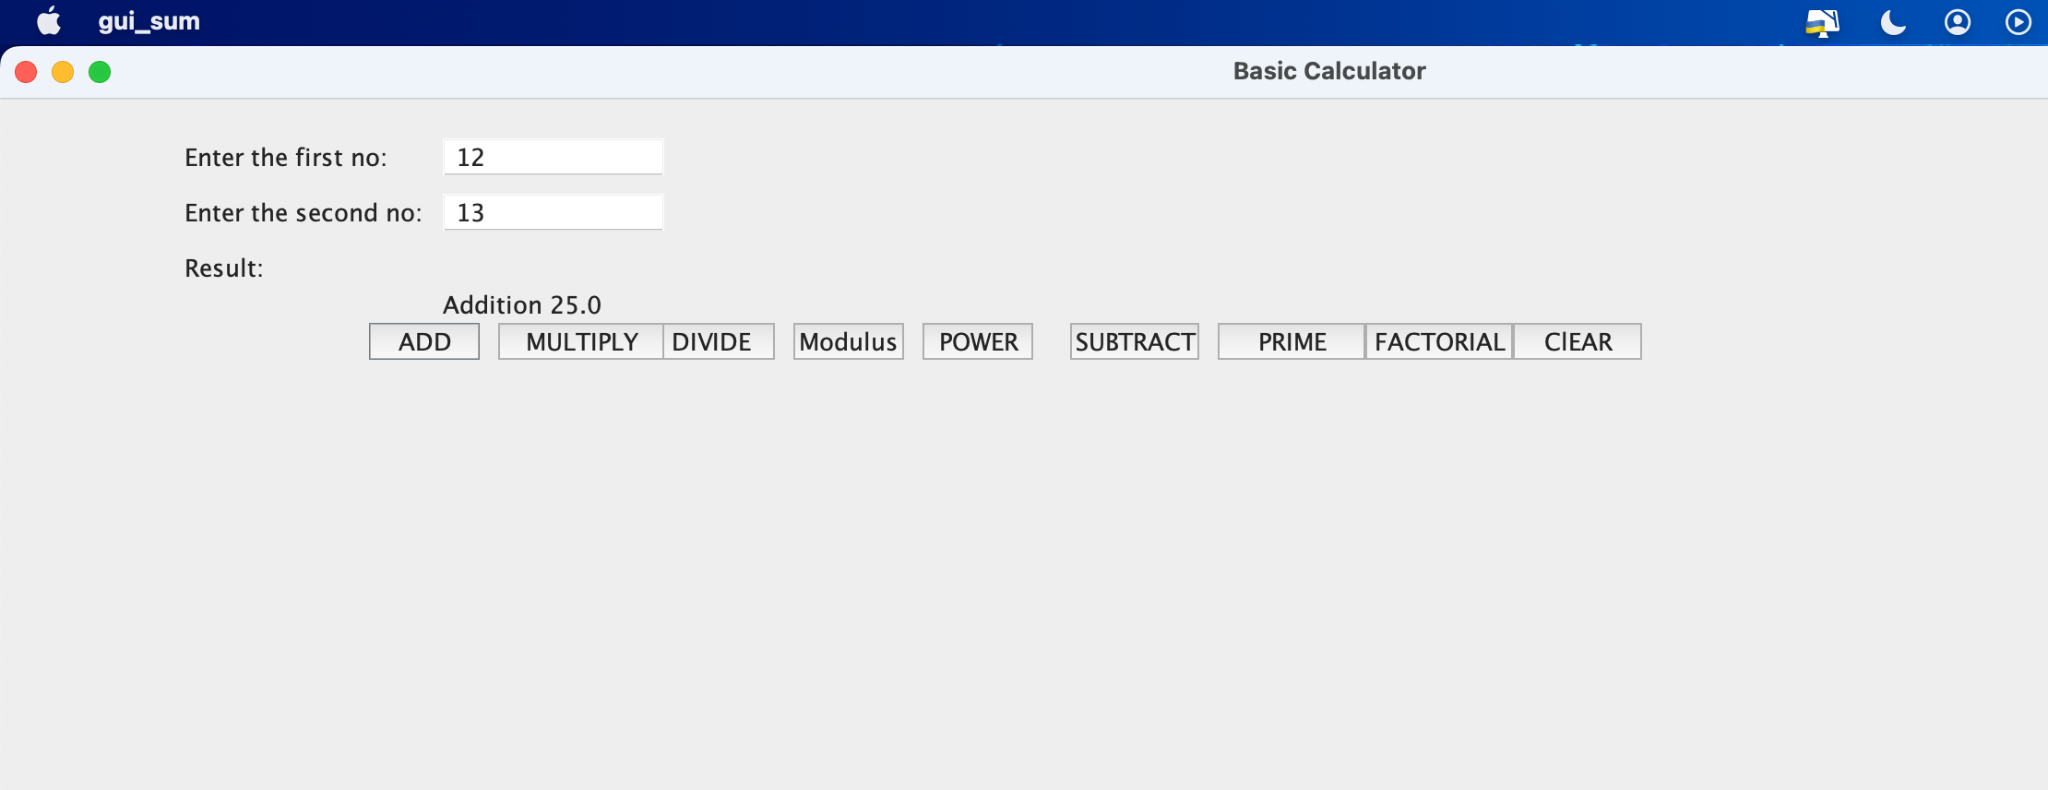 gui_sum
Basic Calculator
Enter the first no: 12
Enter the second no: 13
Result:
Addition 25.0
ADD MULTIPLY DIVIDE Modulus POWER SUBTRACT PRIME FACTORIAL ClEAR